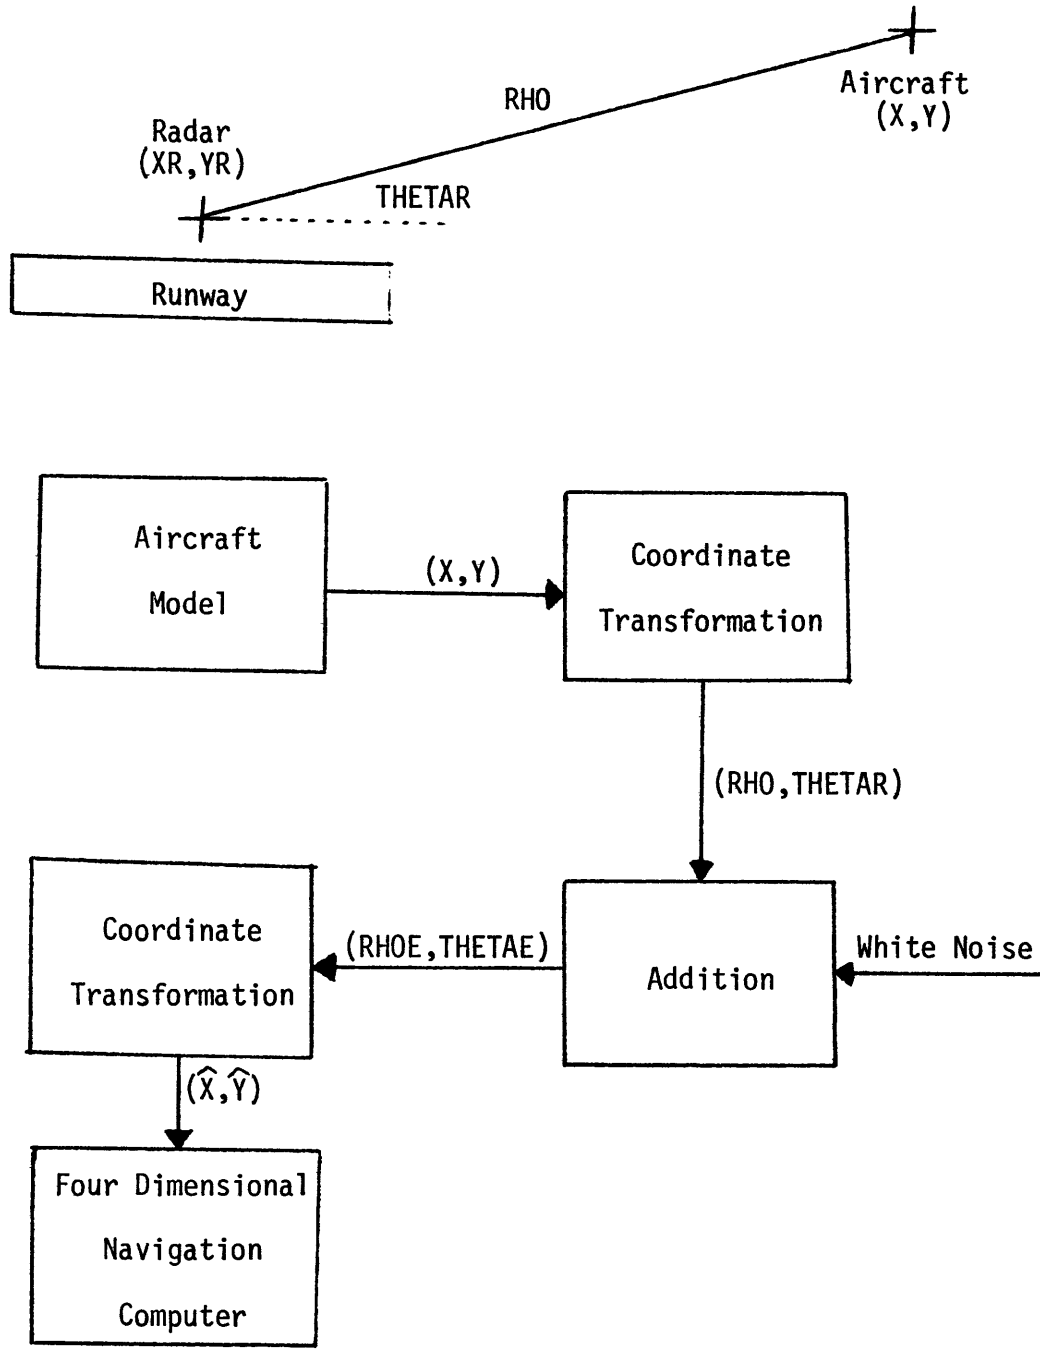 RHO
Aircraft
(X,Y)
Radar
(XR,YR)
THETAR
Runway
Aircraft
Model
(X,Y)
Coordinate
Transformation
(RHO,THETAR)
Coordinate
Transformation
(RHOE,THETAE)
Addition
White Noise
(X̂,Ŷ)
Four Dimensional
Navigation
Computer